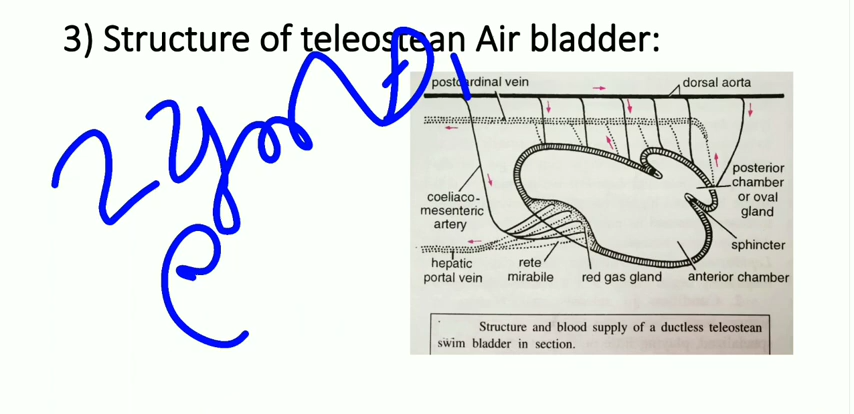 3) Structure of teleostean Air bladder:
postcardinal vein
dorsal aorta
posterior
chamber
or oval
gland
coeliaco-
mesenteric
artery
sphincter
hepatic
portal vein
rete
mirabile
red gas gland
anterior chamber
Structure and blood supply of a ductless teleostean
swim bladder in section.